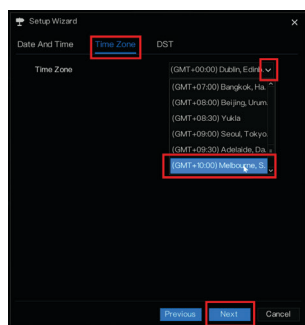 Setup Wizard
Date And Time Time Zone DST
Time Zone (GMT+00:00) Dublin, Edinb
(GMT+07:00) Bangkok, Ha.
(GMT+08:00) Beijing, Urum.
(GMT+08:30) Yukla
(GMT+09:00) Seoul, Tokyo.
(GMT+09:30) Adelaide, Da.
(GMT+10:00) Melbourne, S.
Previous Next Cancel